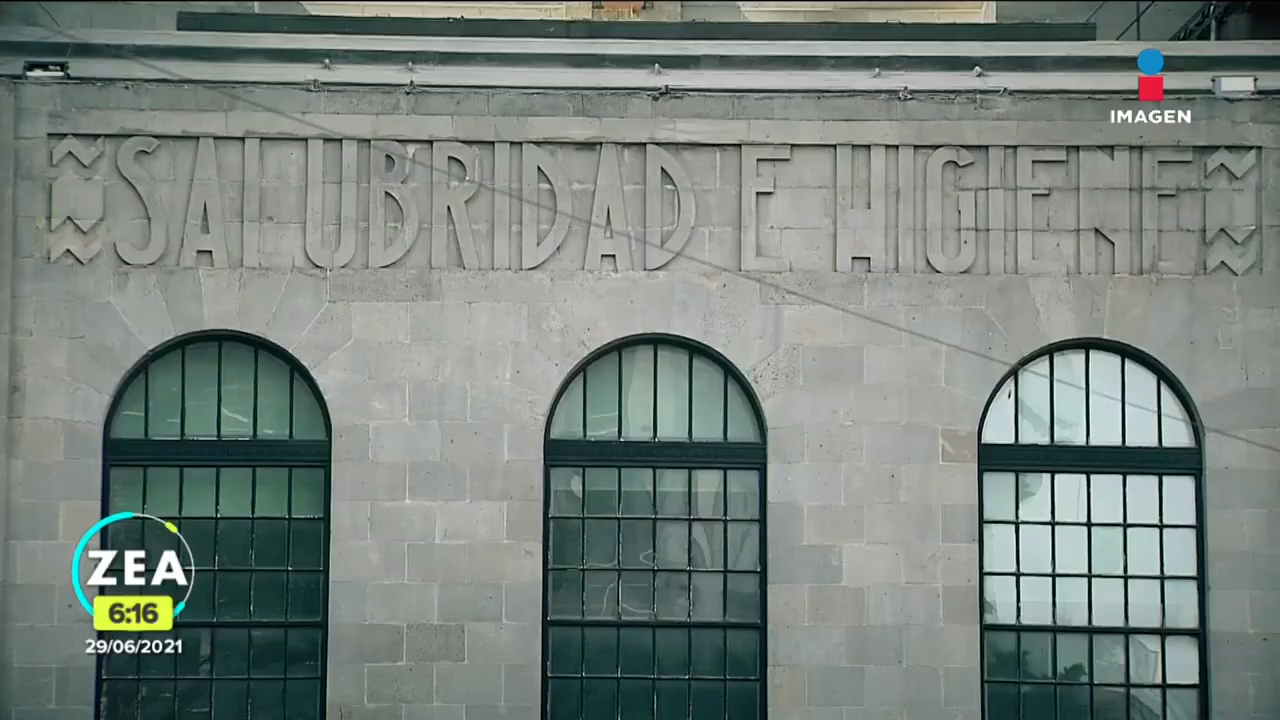 IMAGEN
SALUBRIDAD E HIGIENE
ZEA
6:16
29/06/2021